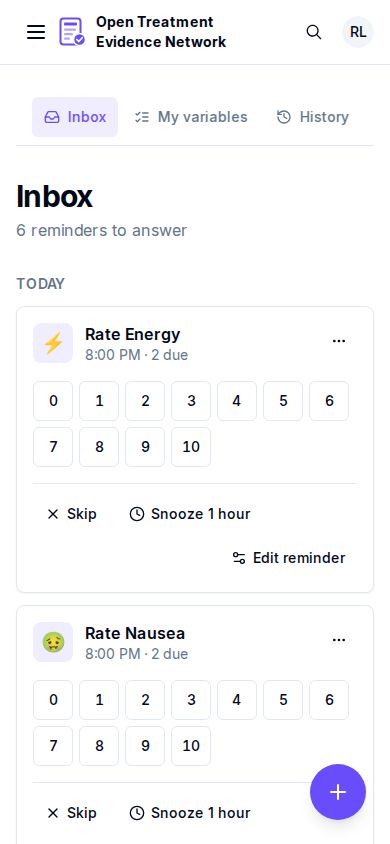 Open Treatment
Evidence Network
RL
Inbox
My variables
History
Inbox
6 reminders to answer
TODAY
Rate Energy
8:00 PM · 2 due
0 1 2 3 4 5 6
7 8 9 10
Skip
Snooze 1 hour
Edit reminder
Rate Nausea
8:00 PM · 2 due
0 1 2 3 4 5 6
7 8 9 10
Skip
Snooze 1 hour